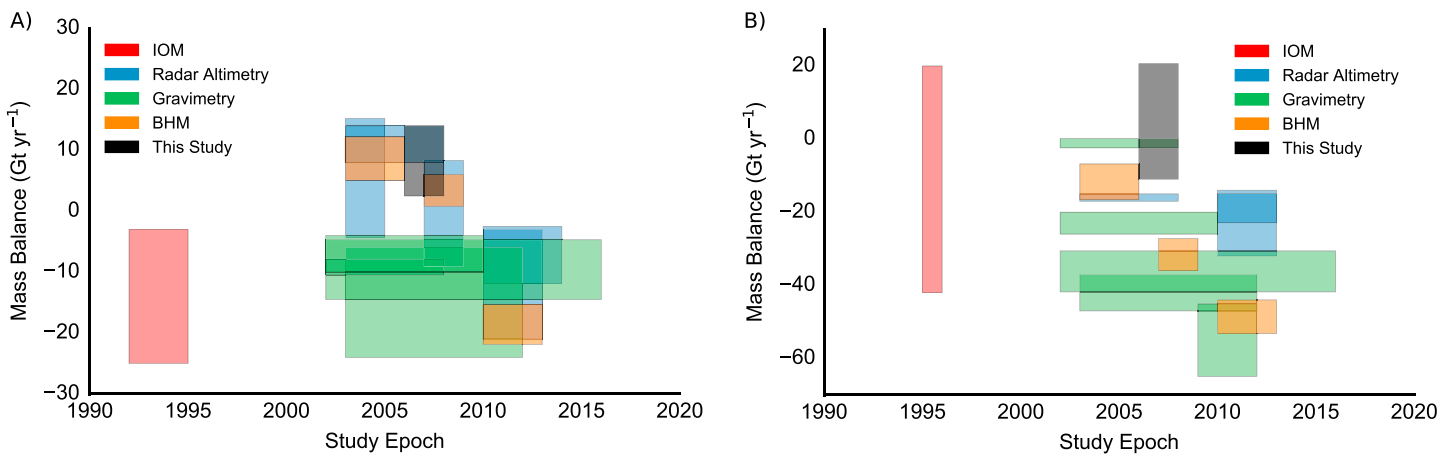 A)
Mass Balance (Gt yr⁻¹)
30
20
10
0
−10
−20
−30
IOM
Radar Altimetry
Gravimetry
BHM
This Study
1990 1995 2000 2005 2010 2015 2020
Study Epoch
B)
Mass Balance (Gt yr⁻¹)
20
0
−20
−40
−60
IOM
Radar Altimetry
Gravimetry
BHM
This Study
1990 1995 2000 2005 2010 2015 2020
Study Epoch